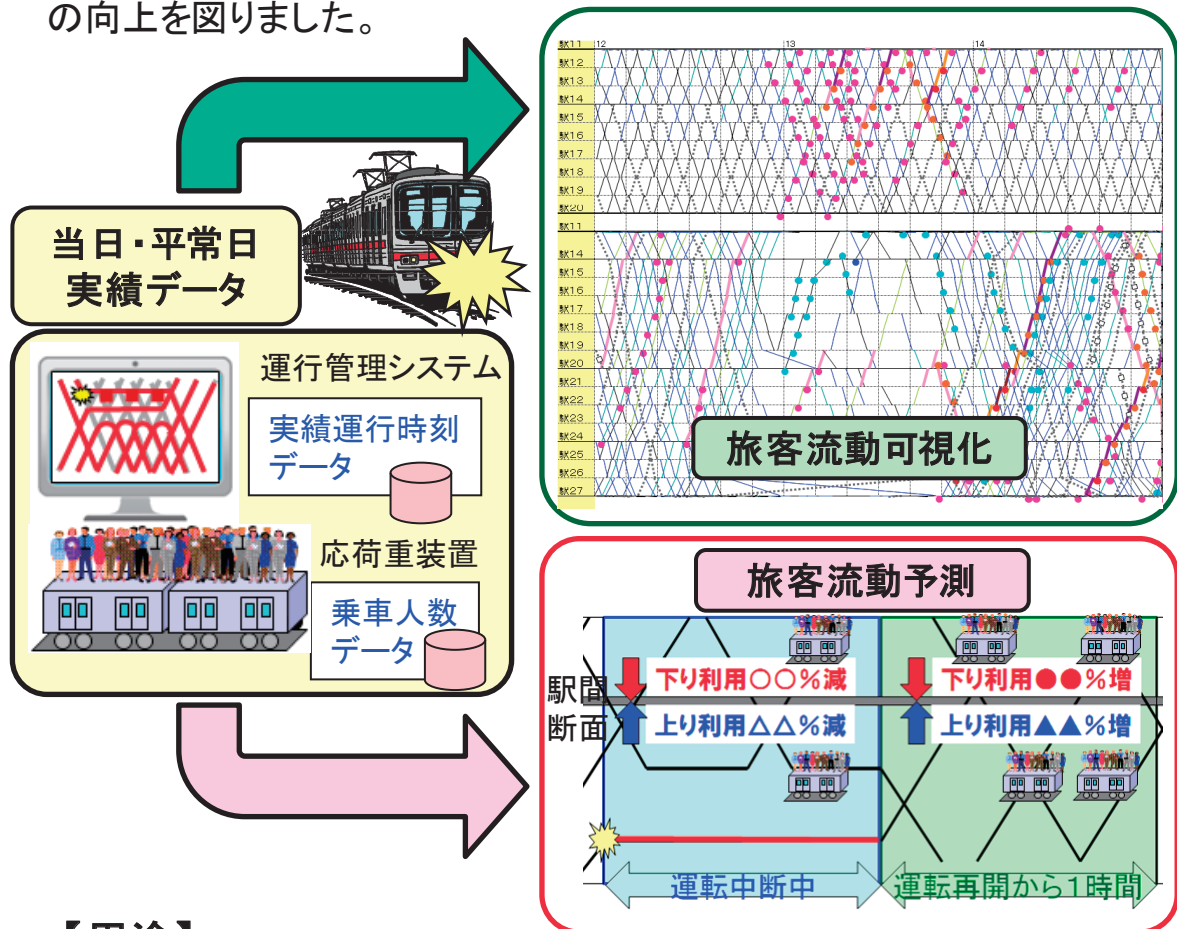 の向上を図りました。
当日・平常日
実績データ
運行管理システム
実績運行時刻
データ
応荷重装置
乗車人数
データ
12
13
14
駅11
駅12
駅13
駅14
駅15
駅16
駅17
駅18
駅19
駅20
駅11
駅14
駅15
駅16
駅17
駅18
駅19
駅20
駅21
駅22
駅23
駅24
駅25
駅26
駅27
旅客流動可視化
旅客流動予測
駅間
断面
下り利用○○%減
上り利用△△%減
下り利用●●%増
上り利用▲▲%増
運転中断中
運転再開から1時間